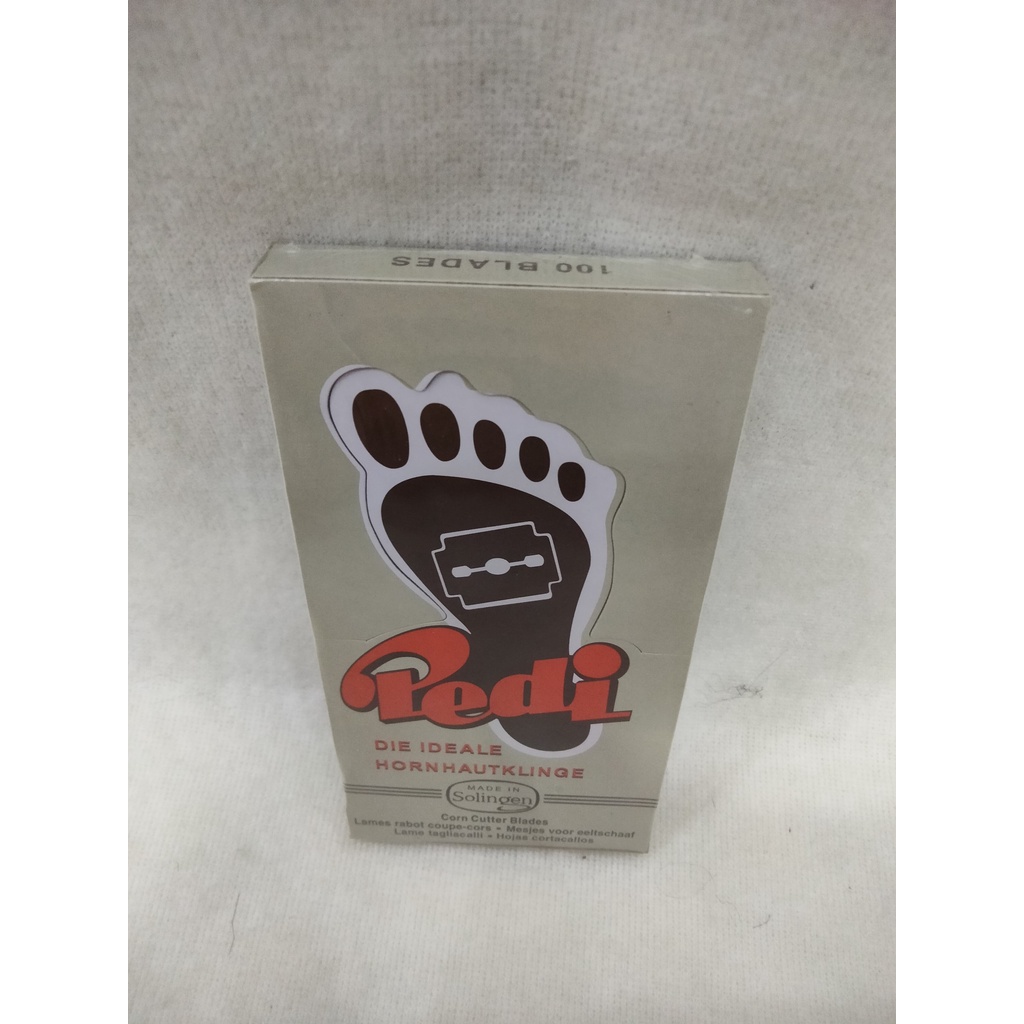 100 BLADES
Pedi
DIE IDEALE
HORNHAUTKLINGE
MADE IN
Solingen
Corn Cutter Blades
Lames rabot coupe-cors • Mesjes voor eeltschaaf
Lame tagliacalli • Hojas cortacallos